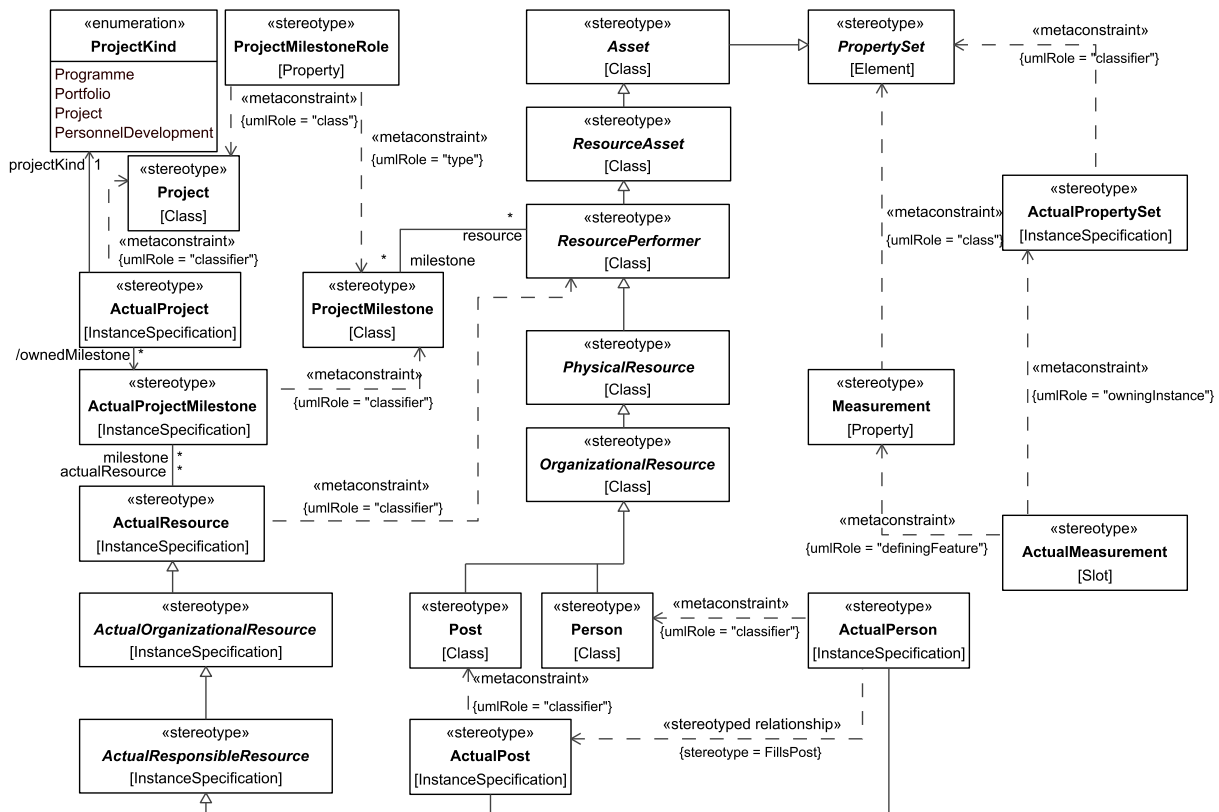 «enumeration»
ProjectKind
Programme
Portfolio
Project
PersonnelDevelopment
«stereotype»
ProjectMilestoneRole
[Property]
«stereotype»
Asset
[Class]
«stereotype»
PropertySet
[Element]
«metaconstraint»
{umlRole = "classifier"}
«metaconstraint»
{umlRole = "class"}
«metaconstraint»
{umlRole = "type"}
«stereotype»
ResourceAsset
[Class]
projectKind 1
«stereotype»
Project
[Class]
«metaconstraint»
{umlRole = "classifier"}
«stereotype»
ActualPropertySet
[InstanceSpecification]
«metaconstraint»
{umlRole = "class"}
*
resource
«stereotype»
ResourcePerformer
[Class]
*
milestone
«stereotype»
ActualProject
[InstanceSpecification]
«stereotype»
ProjectMilestone
[Class]
/ownedMilestone *
«stereotype»
PhysicalResource
[Class]
«metaconstraint»
{umlRole = "classifier"}
«stereotype»
ActualProjectMilestone
[InstanceSpecification]
«stereotype»
Measurement
[Property]
«metaconstraint»
{umlRole = "owningInstance"}
milestone *
actualResource *
«stereotype»
OrganizationalResource
[Class]
«stereotype»
ActualResource
[InstanceSpecification]
«metaconstraint»
{umlRole = "classifier"}
«metaconstraint»
{umlRole = "definingFeature"}
«stereotype»
ActualMeasurement
[Slot]
«stereotype»
ActualOrganizationalResource
[InstanceSpecification]
«stereotype»
Post
[Class]
«stereotype»
Person
[Class]
«metaconstraint»
{umlRole = "classifier"}
«stereotype»
ActualPerson
[InstanceSpecification]
«metaconstraint»
{umlRole = "classifier"}
«stereotype»
ActualResponsibleResource
[InstanceSpecification]
«stereotype»
ActualPost
[InstanceSpecification]
«stereotyped relationship»
{stereotype = FillsPost}